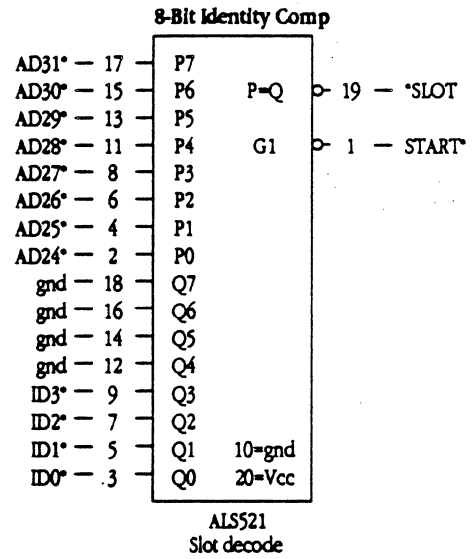 8-Bit Identity Comp
AD31* — 17 — P7
AD30* — 15 — P6 P=Q 19 — *SLOT
AD29* — 13 — P5
AD28* — 11 — P4 G1 1 — START*
AD27* — 8 — P3
AD26* — 6 — P2
AD25* — 4 — P1
AD24* — 2 — P0
gnd — 18 — Q7
gnd — 16 — Q6
gnd — 14 — Q5
gnd — 12 — Q4
ID3* — 9 — Q3
ID2* — 7 — Q2
ID1* — 5 — Q1 10=gnd
ID0* — 3 — Q0 20=Vcc
ALS521
Slot decode